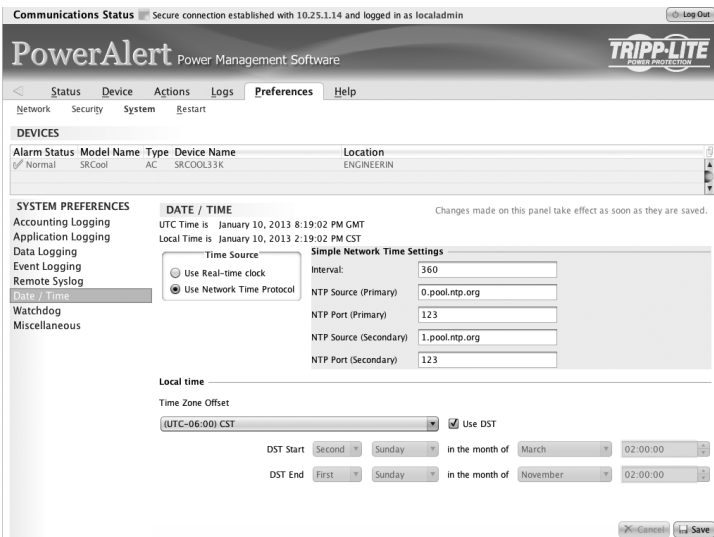 Communications Status Secure connection established with 10.25.1.14 and logged in as localadmin Log Out
PowerAlert Power Management Software
TRIPP·LITE
POWER PROTECTION
Status Device Actions Logs Preferences Help
Network Security System Restart
DEVICES
Alarm Status Model Name Type Device Name Location
Normal SRCool AC SRCOOL33K ENGINEERIN
SYSTEM PREFERENCES
Accounting Logging
Application Logging
Data Logging
Event Logging
Remote Syslog
Date / Time
Watchdog
Miscellaneous
DATE / TIME
Changes made on this panel take effect as soon as they are saved.
UTC Time is January 10, 2013 8:19:02 PM GMT
Local Time is January 10, 2013 2:19:02 PM CST
Time Source
Use Real-time clock
Use Network Time Protocol
Simple Network Time Settings
Interval: 360
NTP Source (Primary) 0.pool.ntp.org
NTP Port (Primary) 123
NTP Source (Secondary) 1.pool.ntp.org
NTP Port (Secondary) 123
Local time
Time Zone Offset
(UTC-06:00) CST Use DST
DST Start Second Sunday in the month of March 02:00:00
DST End First Sunday in the month of November 02:00:00
Cancel Save